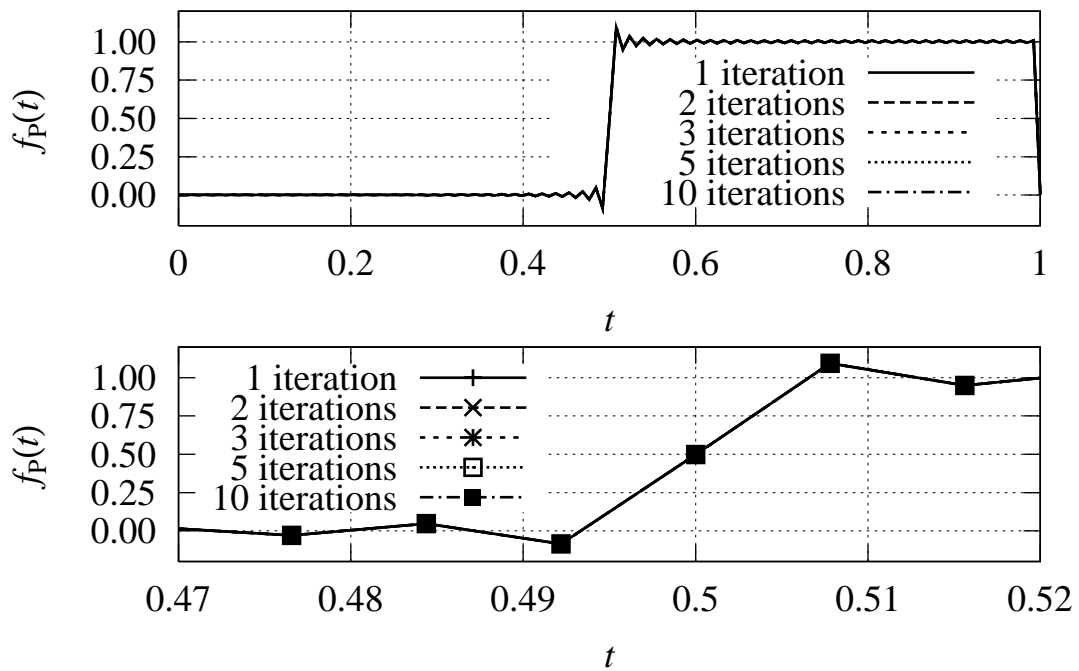 1.00
0.75
0.50
0.25
0.00
f_P(t)
1 iteration
2 iterations
3 iterations
5 iterations
10 iterations
0 0.2 0.4 0.6 0.8 1
t
1.00
0.75
0.50
0.25
0.00
f_P(t)
1 iteration
2 iterations
3 iterations
5 iterations
10 iterations
0.47 0.48 0.49 0.5 0.51 0.52
t